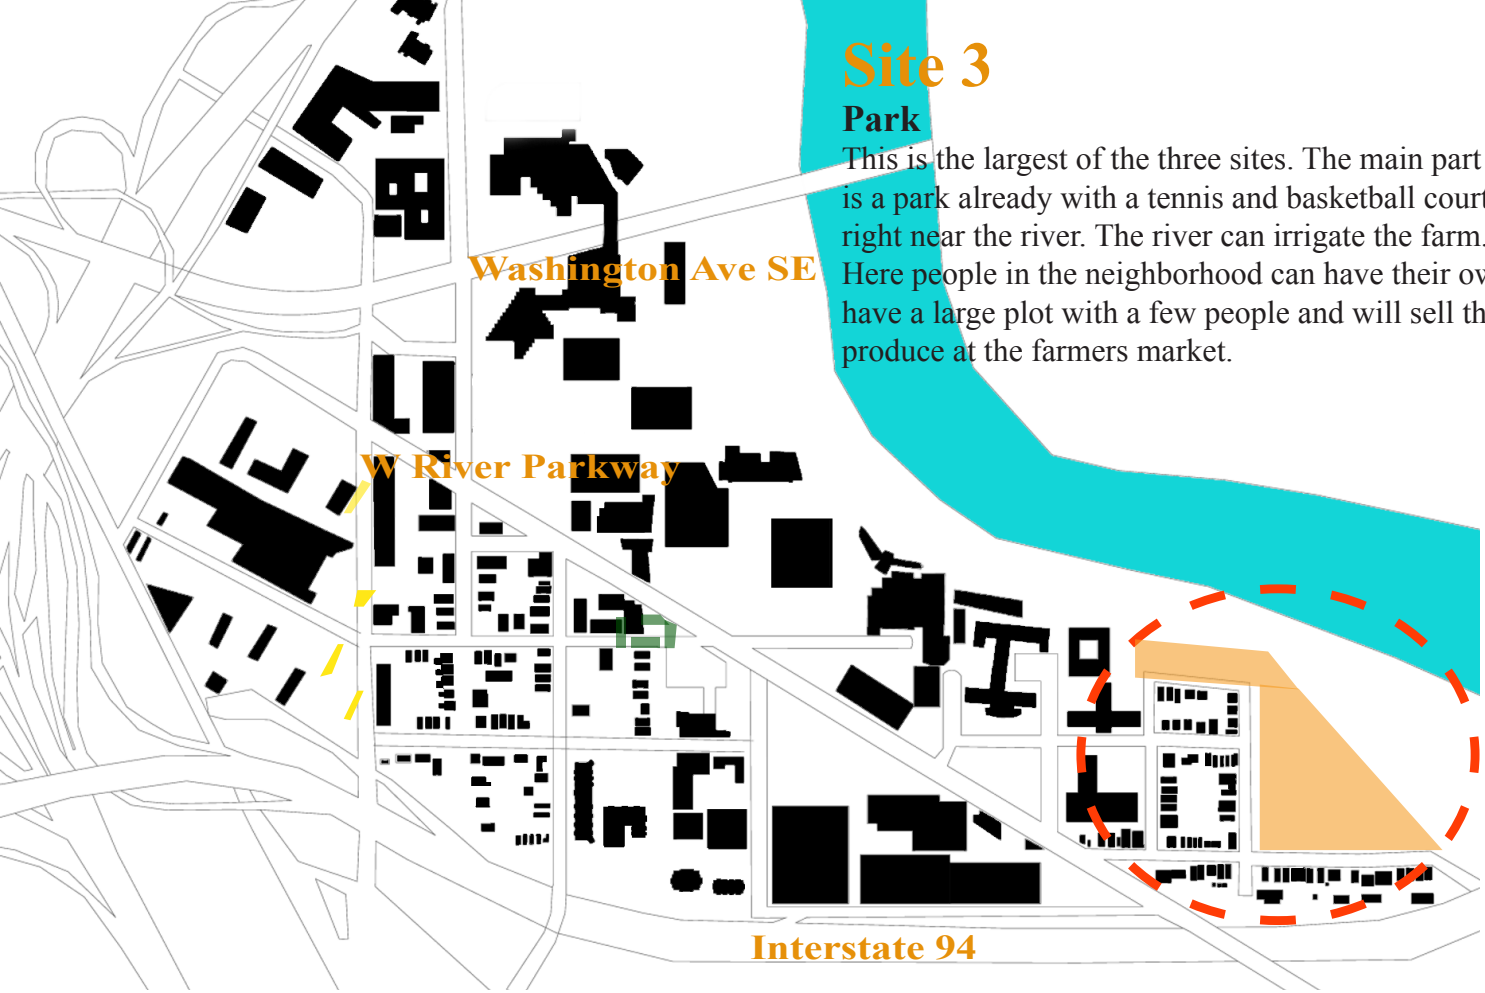 Site 3
Park
This is the largest of the three sites. The main part
is a park already with a tennis and basketball court
right near the river. The river can irrigate the farm.
Here people in the neighborhood can have their
have a large plot with a few people and will sell
produce at the farmers market.
Washington Ave SE
W River Parkway
Interstate 94